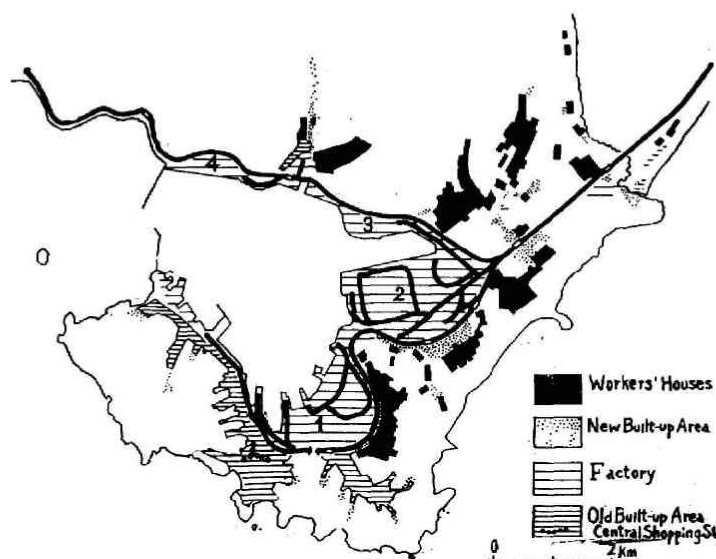 4
3
2
1
Workers' Houses
New Built-up Area
Factory
Old Built-up Area
Central Shopping St
0
2 Km